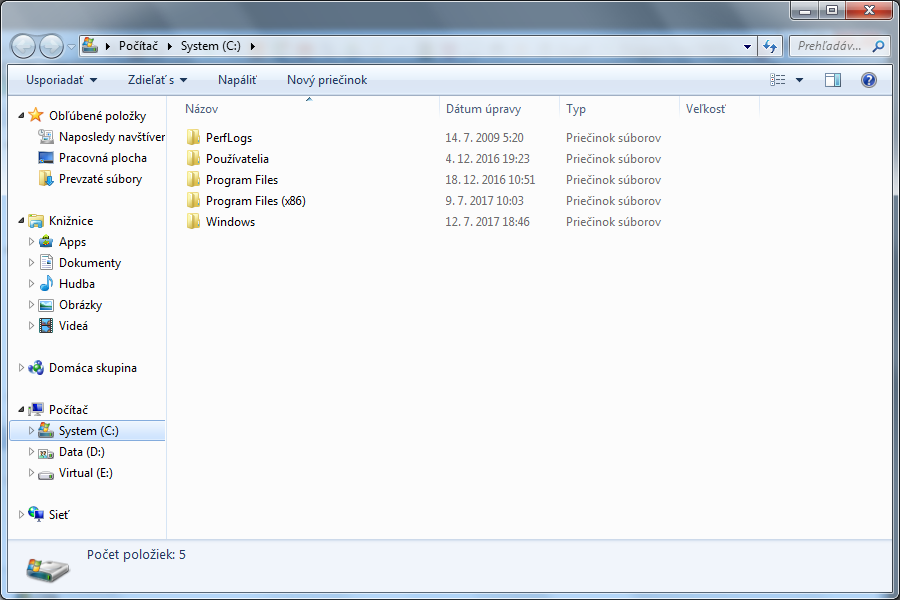 Počítač
System (C:)
Prehľadáv...
Usporiadať
Zdieľať s
Napáliť
Nový priečinok
Obľúbené položky
Naposledy navštíven
Pracovná plocha
Prevzaté súbory
Knižnice
Apps
Dokumenty
Hudba
Obrázky
Videá
Domáca skupina
Počítač
System (C:)
Data (D:)
Virtual (E:)
Sieť
Názov Dátum úpravy Typ Veľkosť
PerfLogs 14. 7. 2009 5:20 Priečinok súborov
Používatelia 4. 12. 2016 19:23 Priečinok súborov
Program Files 18. 12. 2016 10:51 Priečinok súborov
Program Files (x86) 9. 7. 2017 10:03 Priečinok súborov
Windows 12. 7. 2017 18:46 Priečinok súborov
Počet položiek: 5